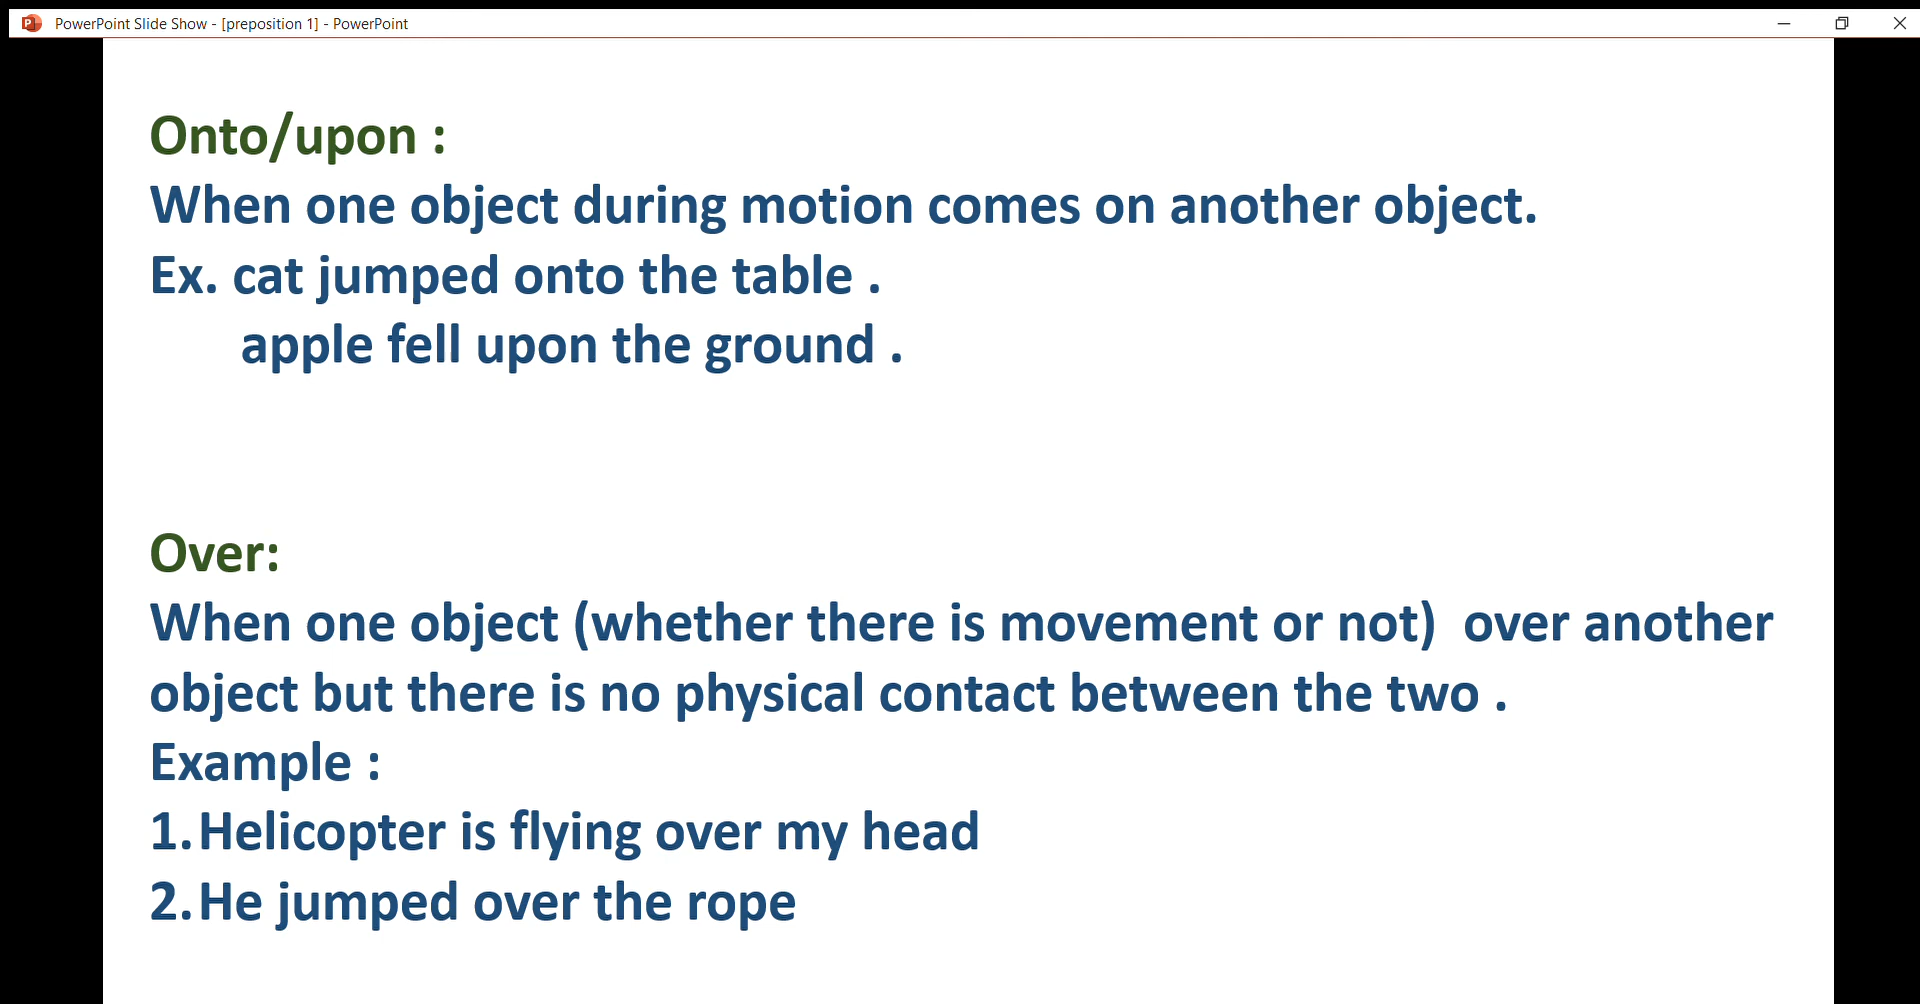 PowerPoint Slide Show - [preposition 1] - PowerPoint
Onto/upon :
When one object during motion comes on another object.
Ex. cat jumped onto the table .
apple fell upon the ground .
Over:
When one object (whether there is movement or not)  over another
object but there is no physical contact between the two .
Example :
1. Helicopter is flying over my head
2. He jumped over the rope